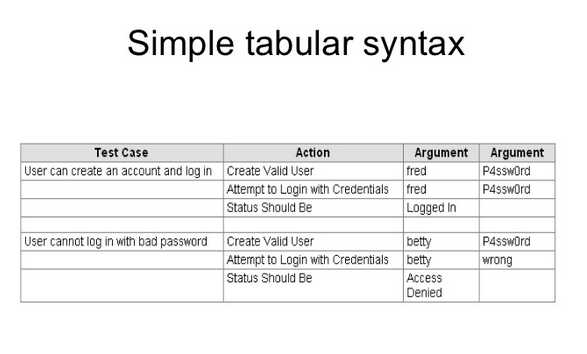 Simple tabular syntax
Test Case Action Argument Argument
User can create an account and log in Create Valid User fred P4ssw0rd
Attempt to Login with Credentials fred P4ssw0rd
Status Should Be Logged In
User cannot log in with bad password Create Valid User betty P4ssw0rd
Attempt to Login with Credentials betty wrong
Status Should Be Access
Denied